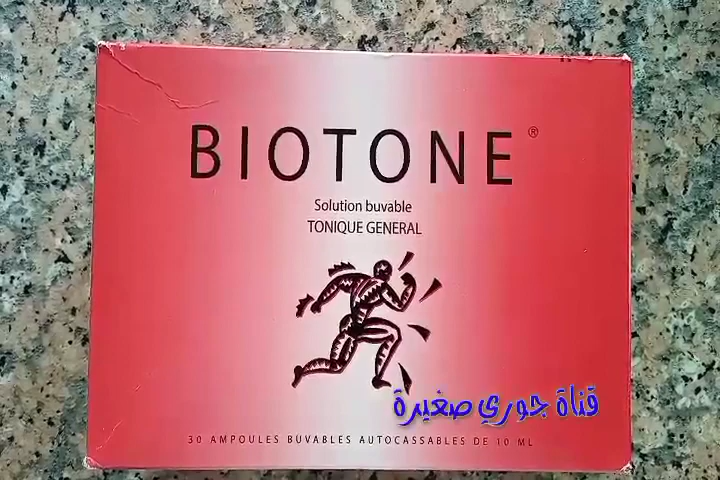 BIOTONE®
Solution buvable
TONIQUE GENERAL
قناة جوري صغيرة
30 AMPOULES BUVABLES AUTOCASSABLES DE 10 ML